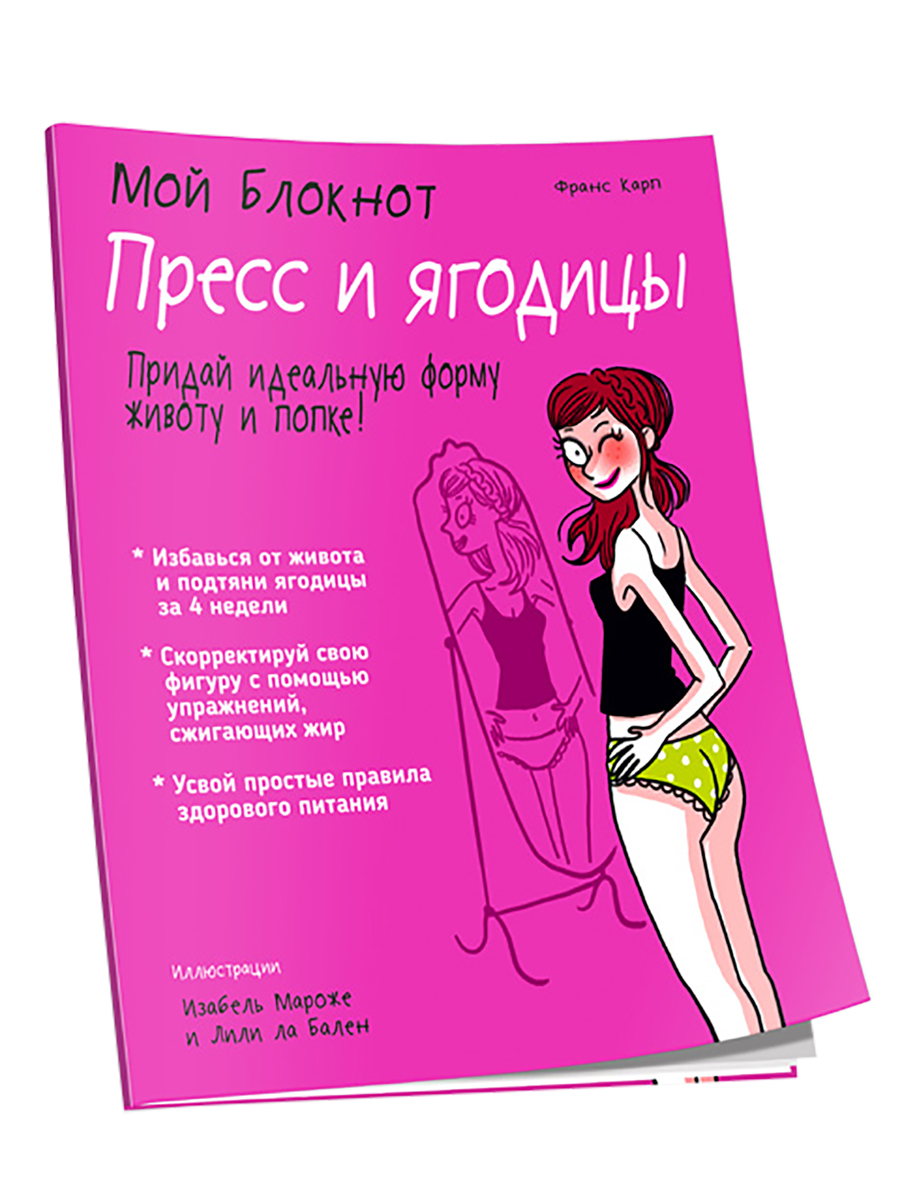 Мой Блокнот
Франс Карп
Пресс и ягодицы
Придай идеальную форму
животу и попке!
* Избавься от живота
и подтяни ягодицы
за 4 недели
* Скорректируй свою
фигуру с помощью
упражнений,
сжигающих жир
* Усвой простые правила
здорового питания
Иллюстрации
Изабель Мароже
и Лили ла Бален